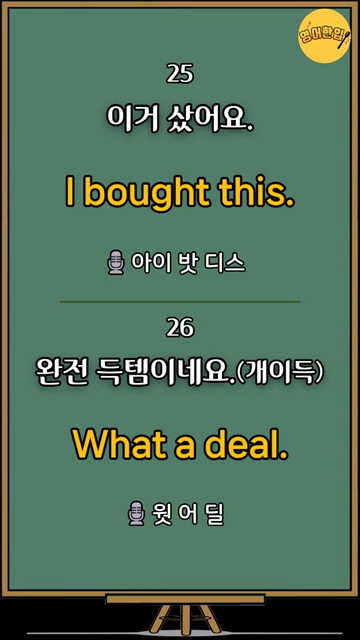 영어한입
25
이거 샀어요.
I bought this.
아이 밧 디스
26
완전 득템이네요.(개이득)
What a deal.
윗 어 딜